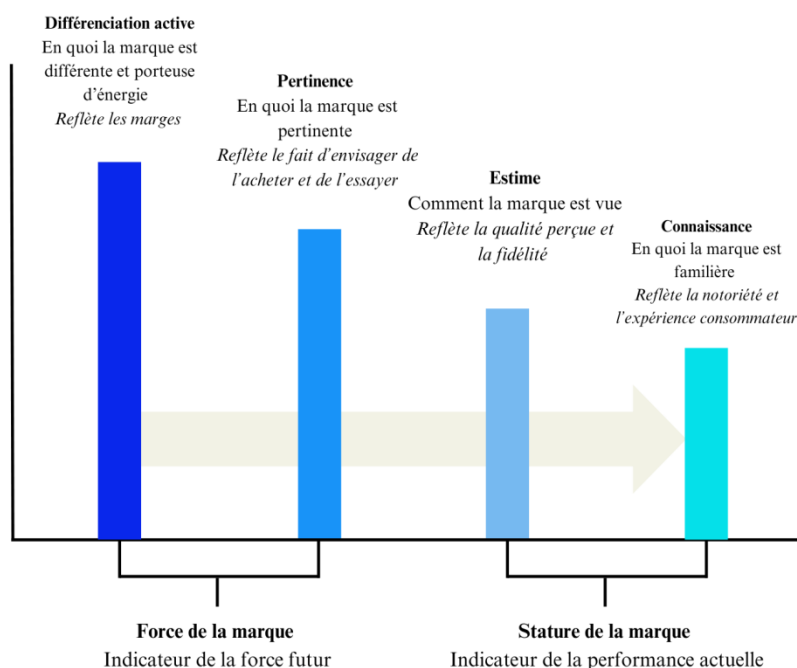 Différenciation active
En quoi la marque est
différente et porteuse
d'énergie
Reflète les marges
Pertinence
En quoi la marque est
pertinente
Reflète le fait d'envisager de
l'acheter et de l'essayer
Estime
Comment la marque est vue
Reflète la qualité perçue et
la fidélité
Connaissance
En quoi la marque est
familière
Reflète la notoriété et
l'expérience consommateur
Force de la marque
Indicateur de la force futur
Stature de la marque
Indicateur de la performance actuelle